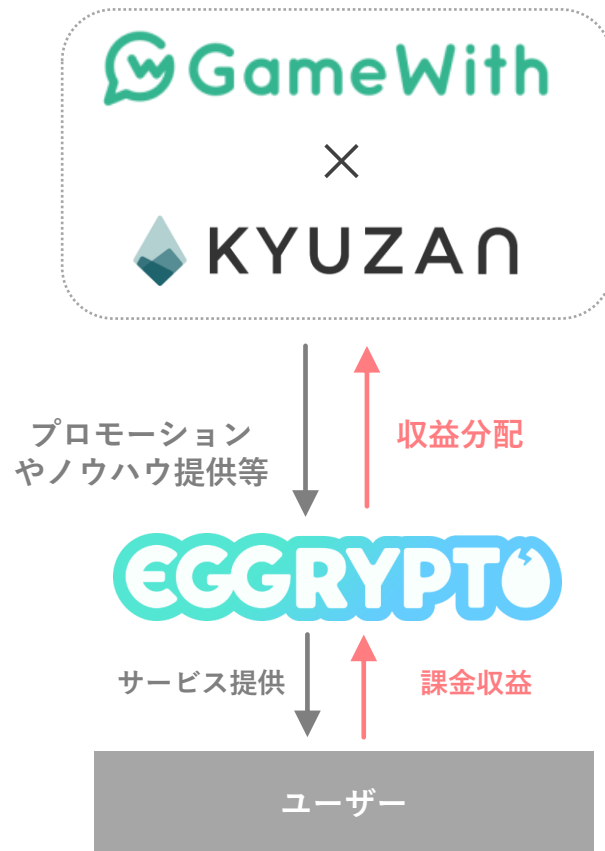 GameWith
×
KYUZAN
プロモーション
やノウハウ提供等
収益分配
EGGRYPTO
サービス提供
課金収益
ユーザー